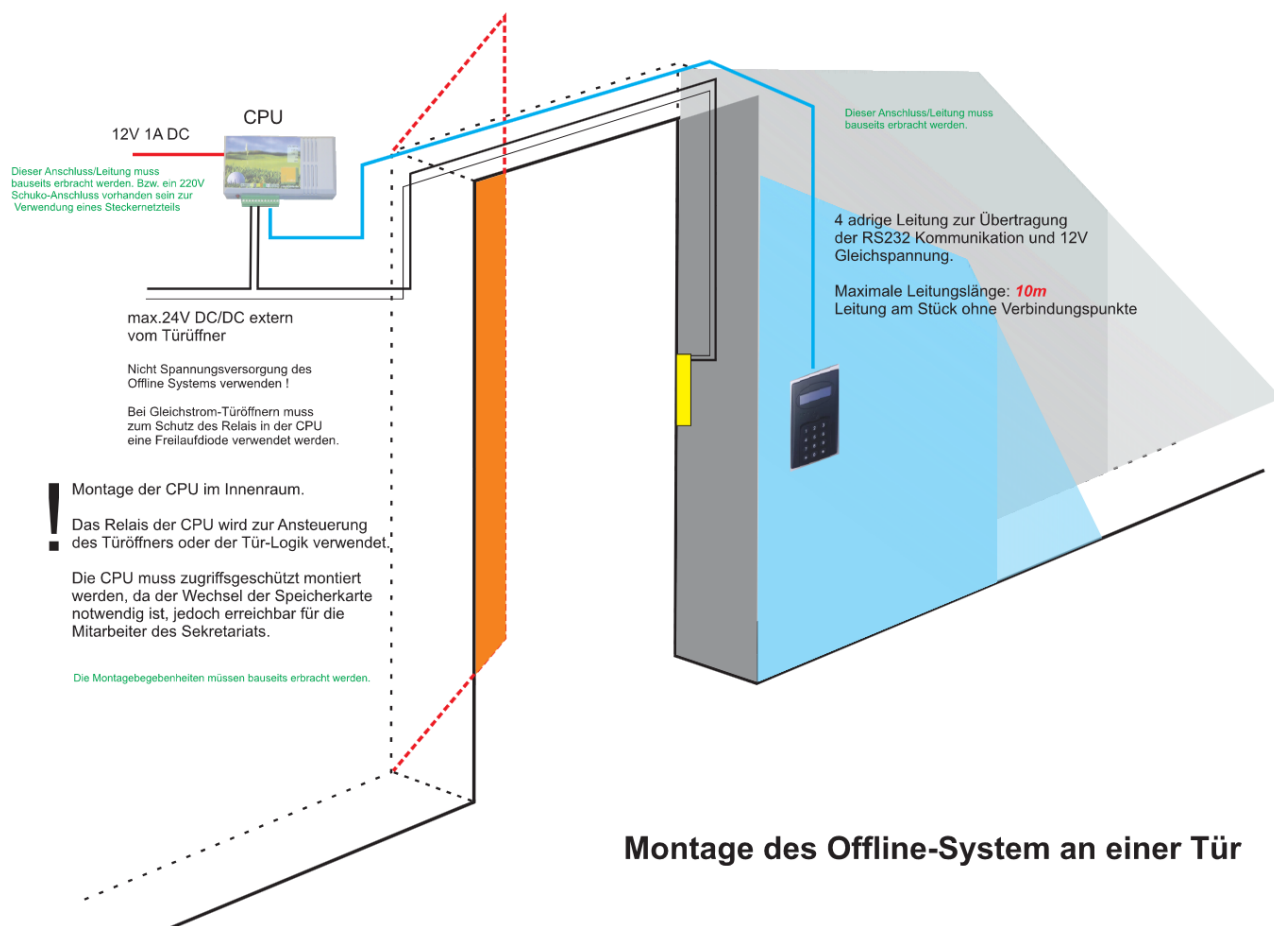 CPU
12V 1A DC
Dieser Anschluss/Leitung muss
bauseits erbracht werden. Bzw. ein 220V
Schuko-Anschluss vorhanden sein zur
Verwendung eines Steckernetzteils
max.24V DC/DC extern
vom Türüffner
Nicht Spannungsversorgung des
Offline Systems verwenden !
Bei Gleichstrom-Türöffnern muss
zum Schutz des Relais in der CPU
eine Freilaufdiode verwendet werden.
! Montage der CPU im Innenraum.
Das Relais der CPU wird zur Ansteuerung
des Türöffners oder der Tür-Logik verwendet.
Die CPU muss zugriffsgeschützt montiert
werden, da der Wechsel der Speicherkarte
notwendig ist, jedoch erreichbar für die
Mitarbeiter des Sekretariats.
Die Montagebegebenheiten müssen bauseits erbracht werden.
Dieser Anschluss/Leitung muss
bauseits erbracht werden.
4 adrige Leitung zur Übertragung
der RS232 Kommunikation und 12V
Gleichspannung.
Maximale Leitungslänge: 10m
Leitung am Stück ohne Verbindungspunkte
Montage des Offline-System an einer Tür